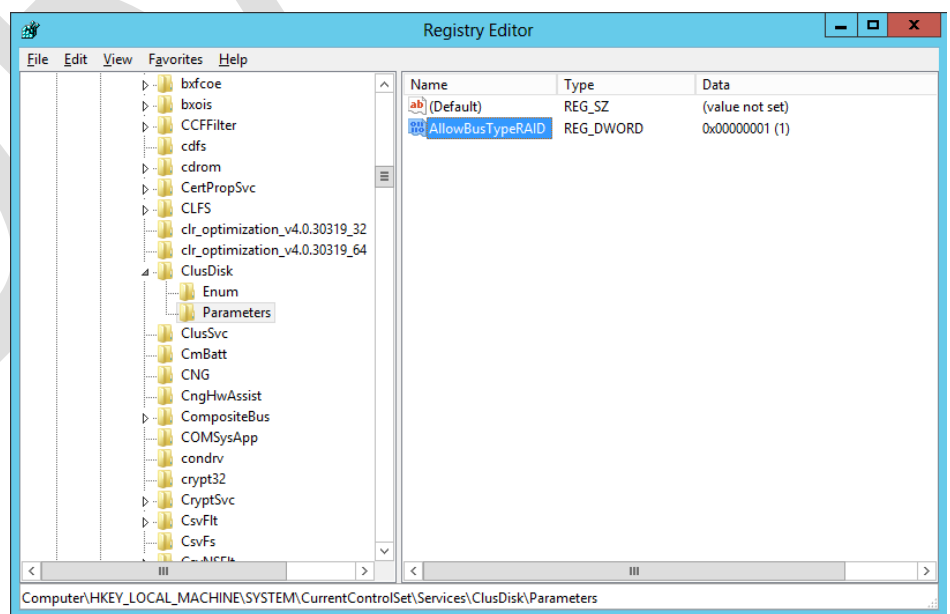 Registry Editor
File Edit View Favorites Help
bxfcoe
bxois
CCFFilter
cdfs
cdrom
CertPropSvc
CLFS
clr_optimization_v4.0.30319_32
clr_optimization_v4.0.30319_64
ClusDisk
Enum
Parameters
ClusSvc
CmBatt
CNG
CngHwAssist
CompositeBus
COMSysApp
condrv
crypt32
CryptSvc
CsvFlt
CsvFs
Name Type Data
(Default) REG_SZ (value not set)
AllowBusTypeRAID REG_DWORD 0x00000001 (1)
Computer\HKEY_LOCAL_MACHINE\SYSTEM\CurrentControlSet\Services\ClusDisk\Parameters